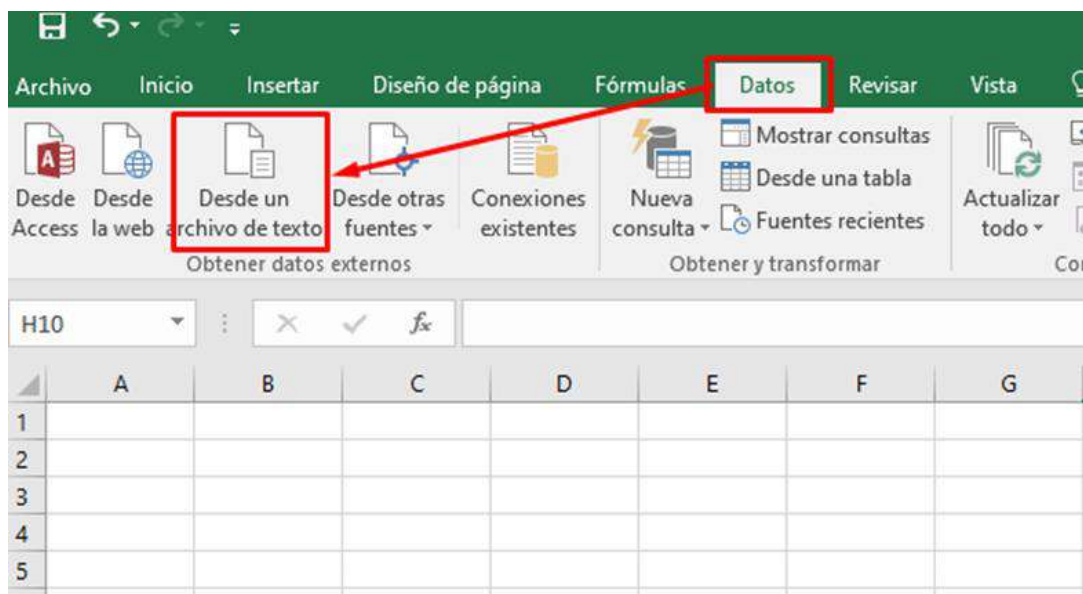 Archivo Inicio Insertar Diseño de página Fórmulas Datos Revisar Vista
Desde Access
Desde la web
Desde un archivo de texto
Desde otras fuentes
Conexiones existentes
Obtener datos externos
Nueva consulta
Mostrar consultas
Desde una tabla
Fuentes recientes
Obtener y transformar
Actualizar todo
H10 fx
A B C D E F G
1
2
3
4
5